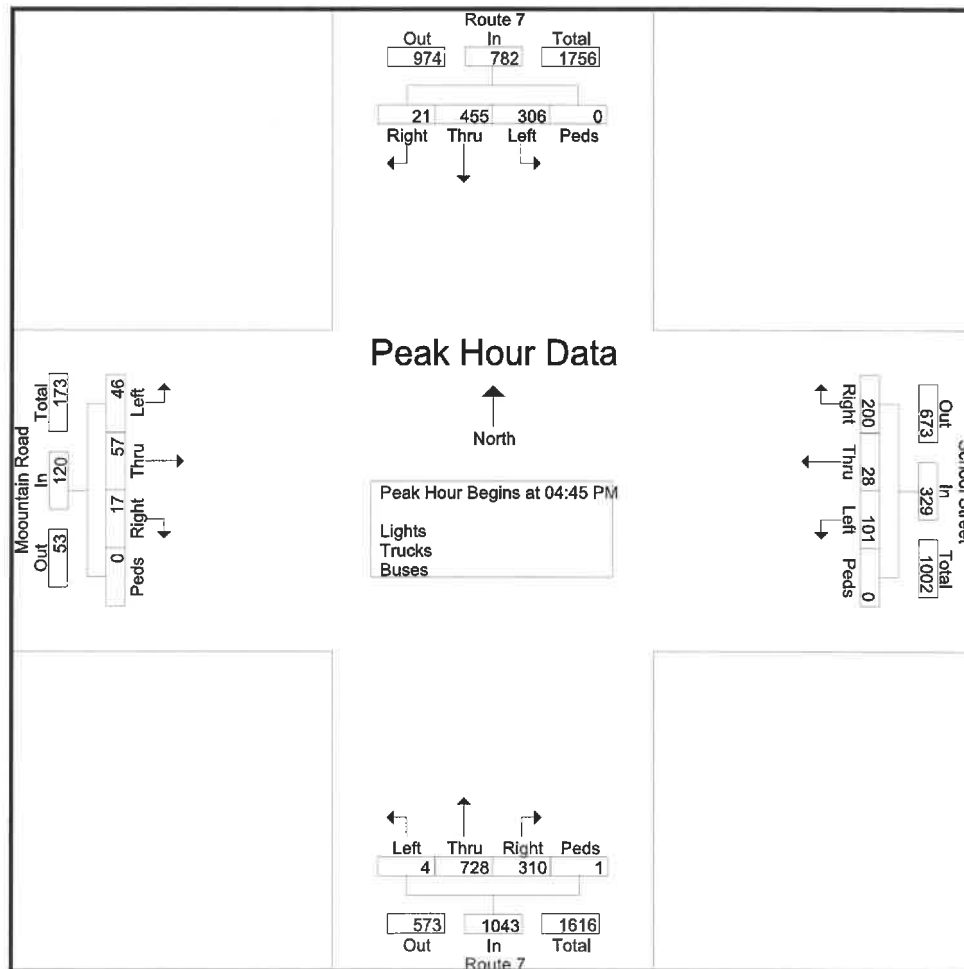 Route 7
Out In Total
974 782 1756
21 455 306 0
Right Thru Left Peds
Peak Hour Data
North
Peak Hour Begins at 04:45 PM
Lights
Trucks
Buses
Moountain Road
Out In Total
53 120 173
0 17 57 46
Peds Right Thru Left
Right Thru Left Peds
200 28 101 0
673 329 1002
Out In Total
School Street
Left Thru Right Peds
4 728 310 1
573 1043 1616
Out In Total
Route 7